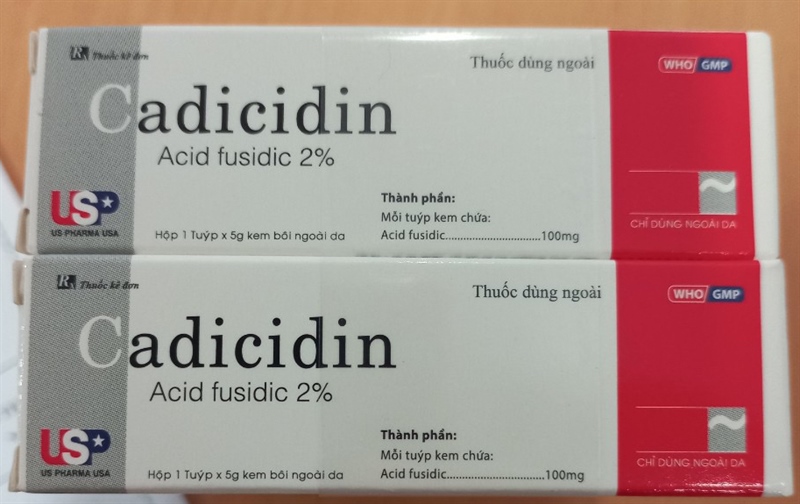 Rx Thuốc kê đơn
Thuốc dùng ngoài
WHO GMP
Cadicidin
Acid fusidic 2%
Thành phần:
Mỗi tuýp kem chứa:
Acid fusidic..............................100mg
USP
US PHARMA USA
Hộp 1 Tuýp x 5g kem bôi ngoài da
CHỈ DÙNG NGOÀI DA
Rx Thuốc kê đơn
Thuốc dùng ngoài
WHO GMP
Cadicidin
Acid fusidic 2%
Thành phần:
Mỗi tuýp kem chứa:
Acid fusidic..............................100mg
USP
US PHARMA USA
Hộp 1 Tuýp x 5g kem bôi ngoài da
CHỈ DÙNG NGOÀI DA